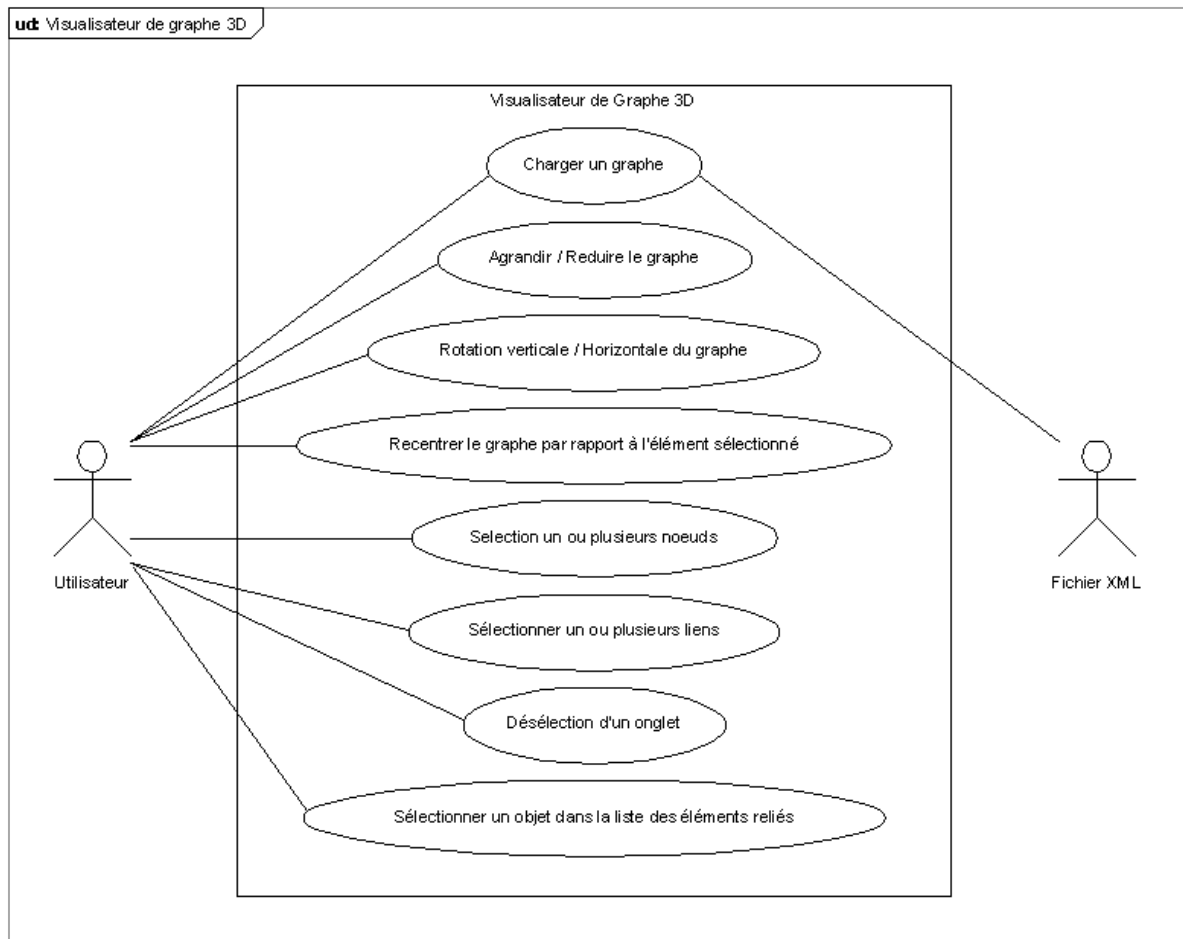 ud: Visualisateur de graphe 3D
Visualisateur de Graphe 3D
Charger un graphe
Agrandir / Reduire le graphe
Rotation verticale / Horizontale du graphe
Recentrer le graphe par rapport à l'élément sélectionné
Selection un ou plusieurs noeuds
Utilisateur
Fichier XML
Sélectionner un ou plusieurs liens
Désélection d'un onglet
Sélectionner un objet dans la liste des éléments reliés